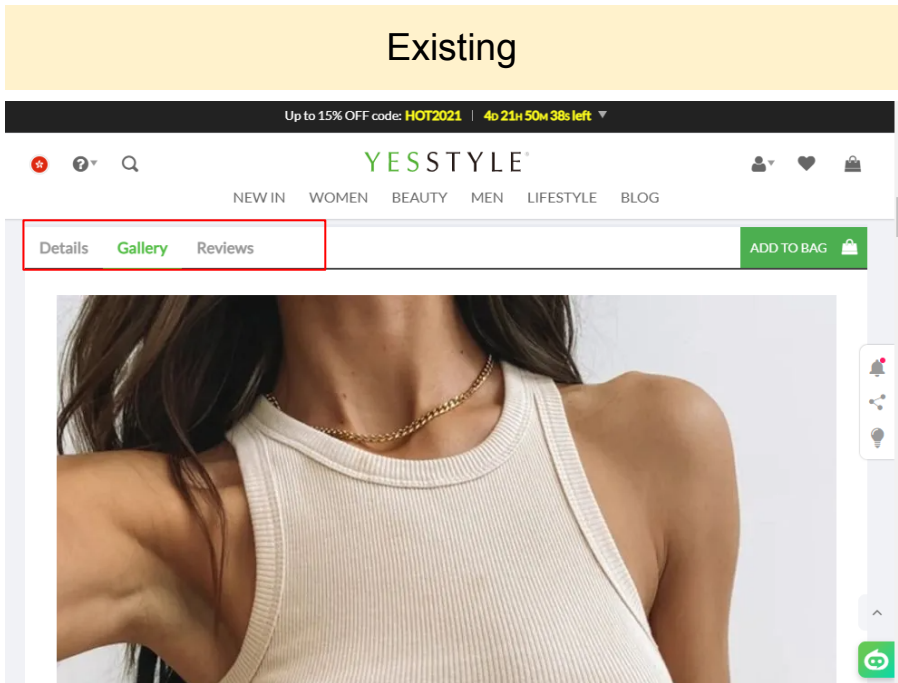 Existing
Up to 15% OFF code: HOT2021 | 4D 21H 50M 38s left ▼
YESSTYLE
NEW IN WOMEN BEAUTY MEN LIFESTYLE BLOG
Details Gallery Reviews ADD TO BAG